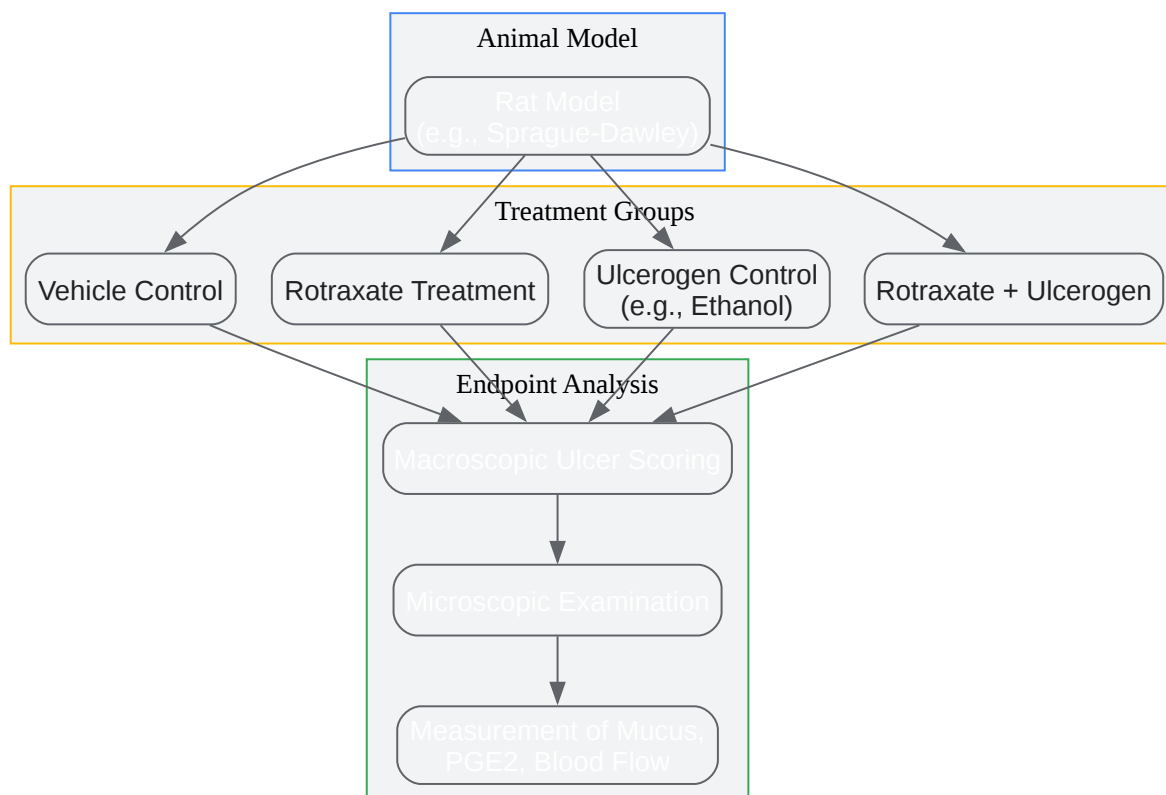 Animal Model
Rat Model
(e.g., Sprague-Dawley)
Treatment Groups
Vehicle Control
Rotraxate Treatment
Ulcerogen Control
(e.g., Ethanol)
Rotraxate + Ulcerogen
Endpoint Analysis
Macroscopic Ulcer Scoring
Microscopic Examination
Measurement of Mucus,
PGE2, Blood Flow